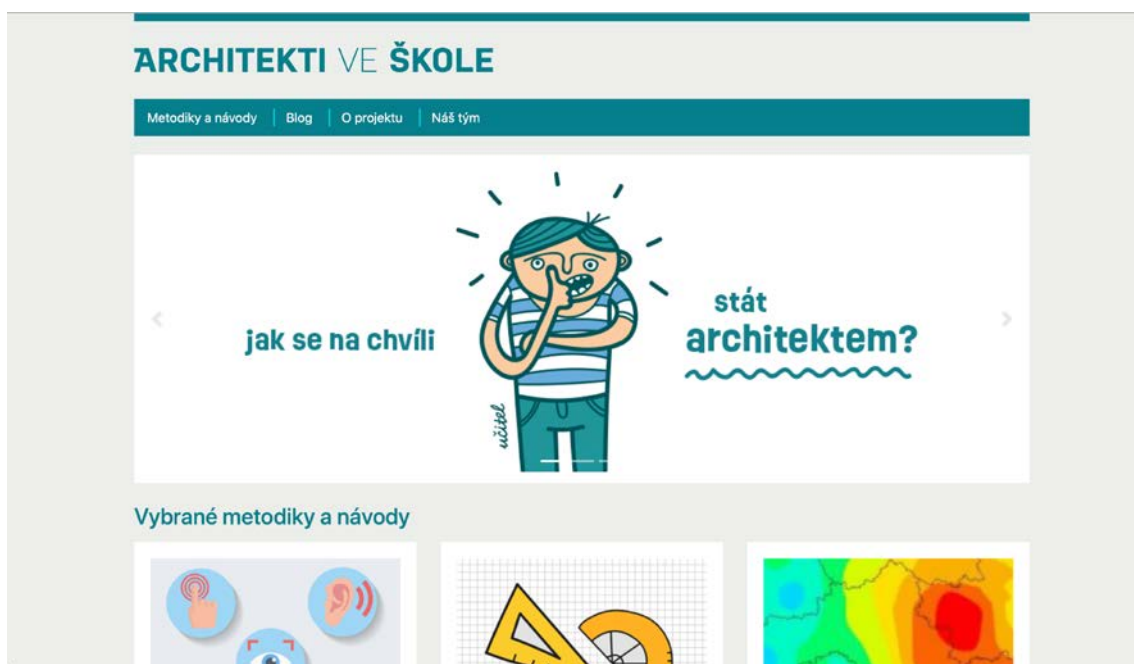 ARCHITEKTI VE ŠKOLE
Metodiky a návody Blog O projektu Náš tým
jak se na chvíli
stát
architektem?
učitel
Vybrané metodiky a návody